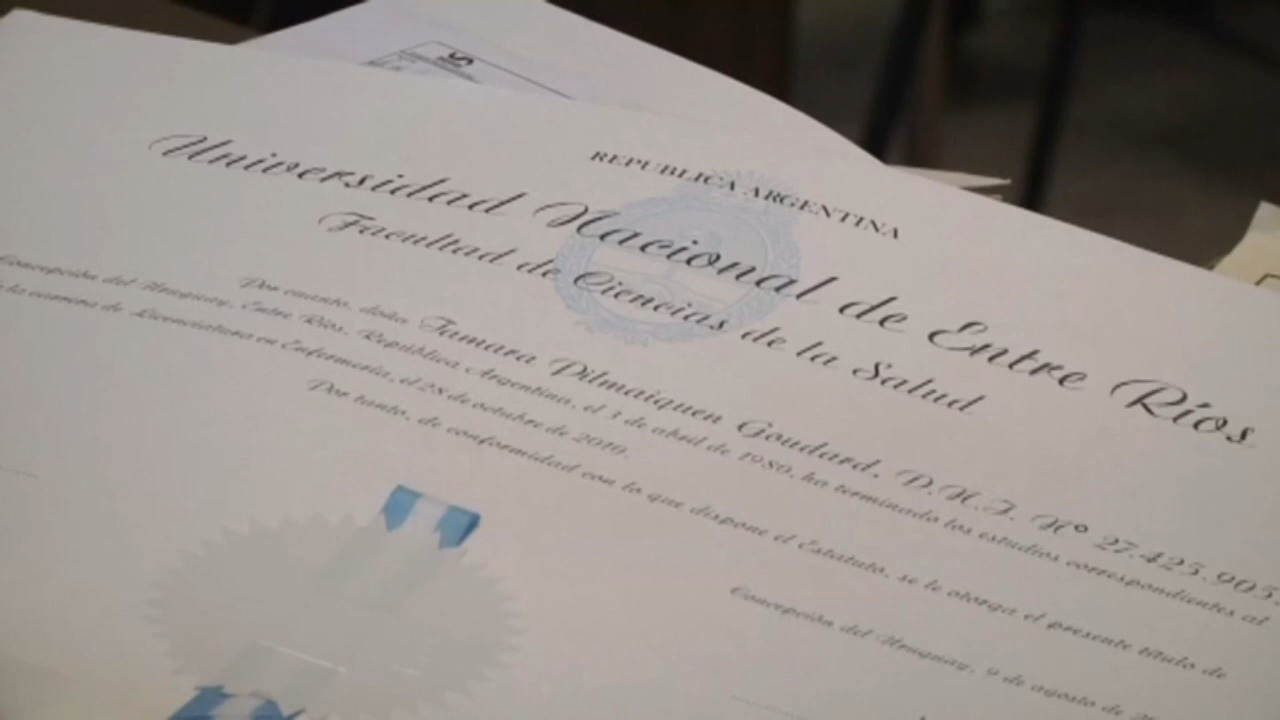 REPUBLICA ARGENTINA
Universidad Nacional de Entre Ríos
Facultad de Ciencias de la Salud
Por cuanto, doña Tamara Pilmaiquen Goudard, D.N.I. Nº 27.425.905
Concepción del Uruguay, Entre Ríos, República Argentina, el 3 de abril de 1980, ha terminado los estudios correspondientes al
la carrera de Licenciatura en Enfermería, el 28 de octubre de 2010.
Por tanto, de conformidad con lo que dispone el Estatuto, se le otorga el presente título de
Concepción del Uruguay, 9 de agosto de